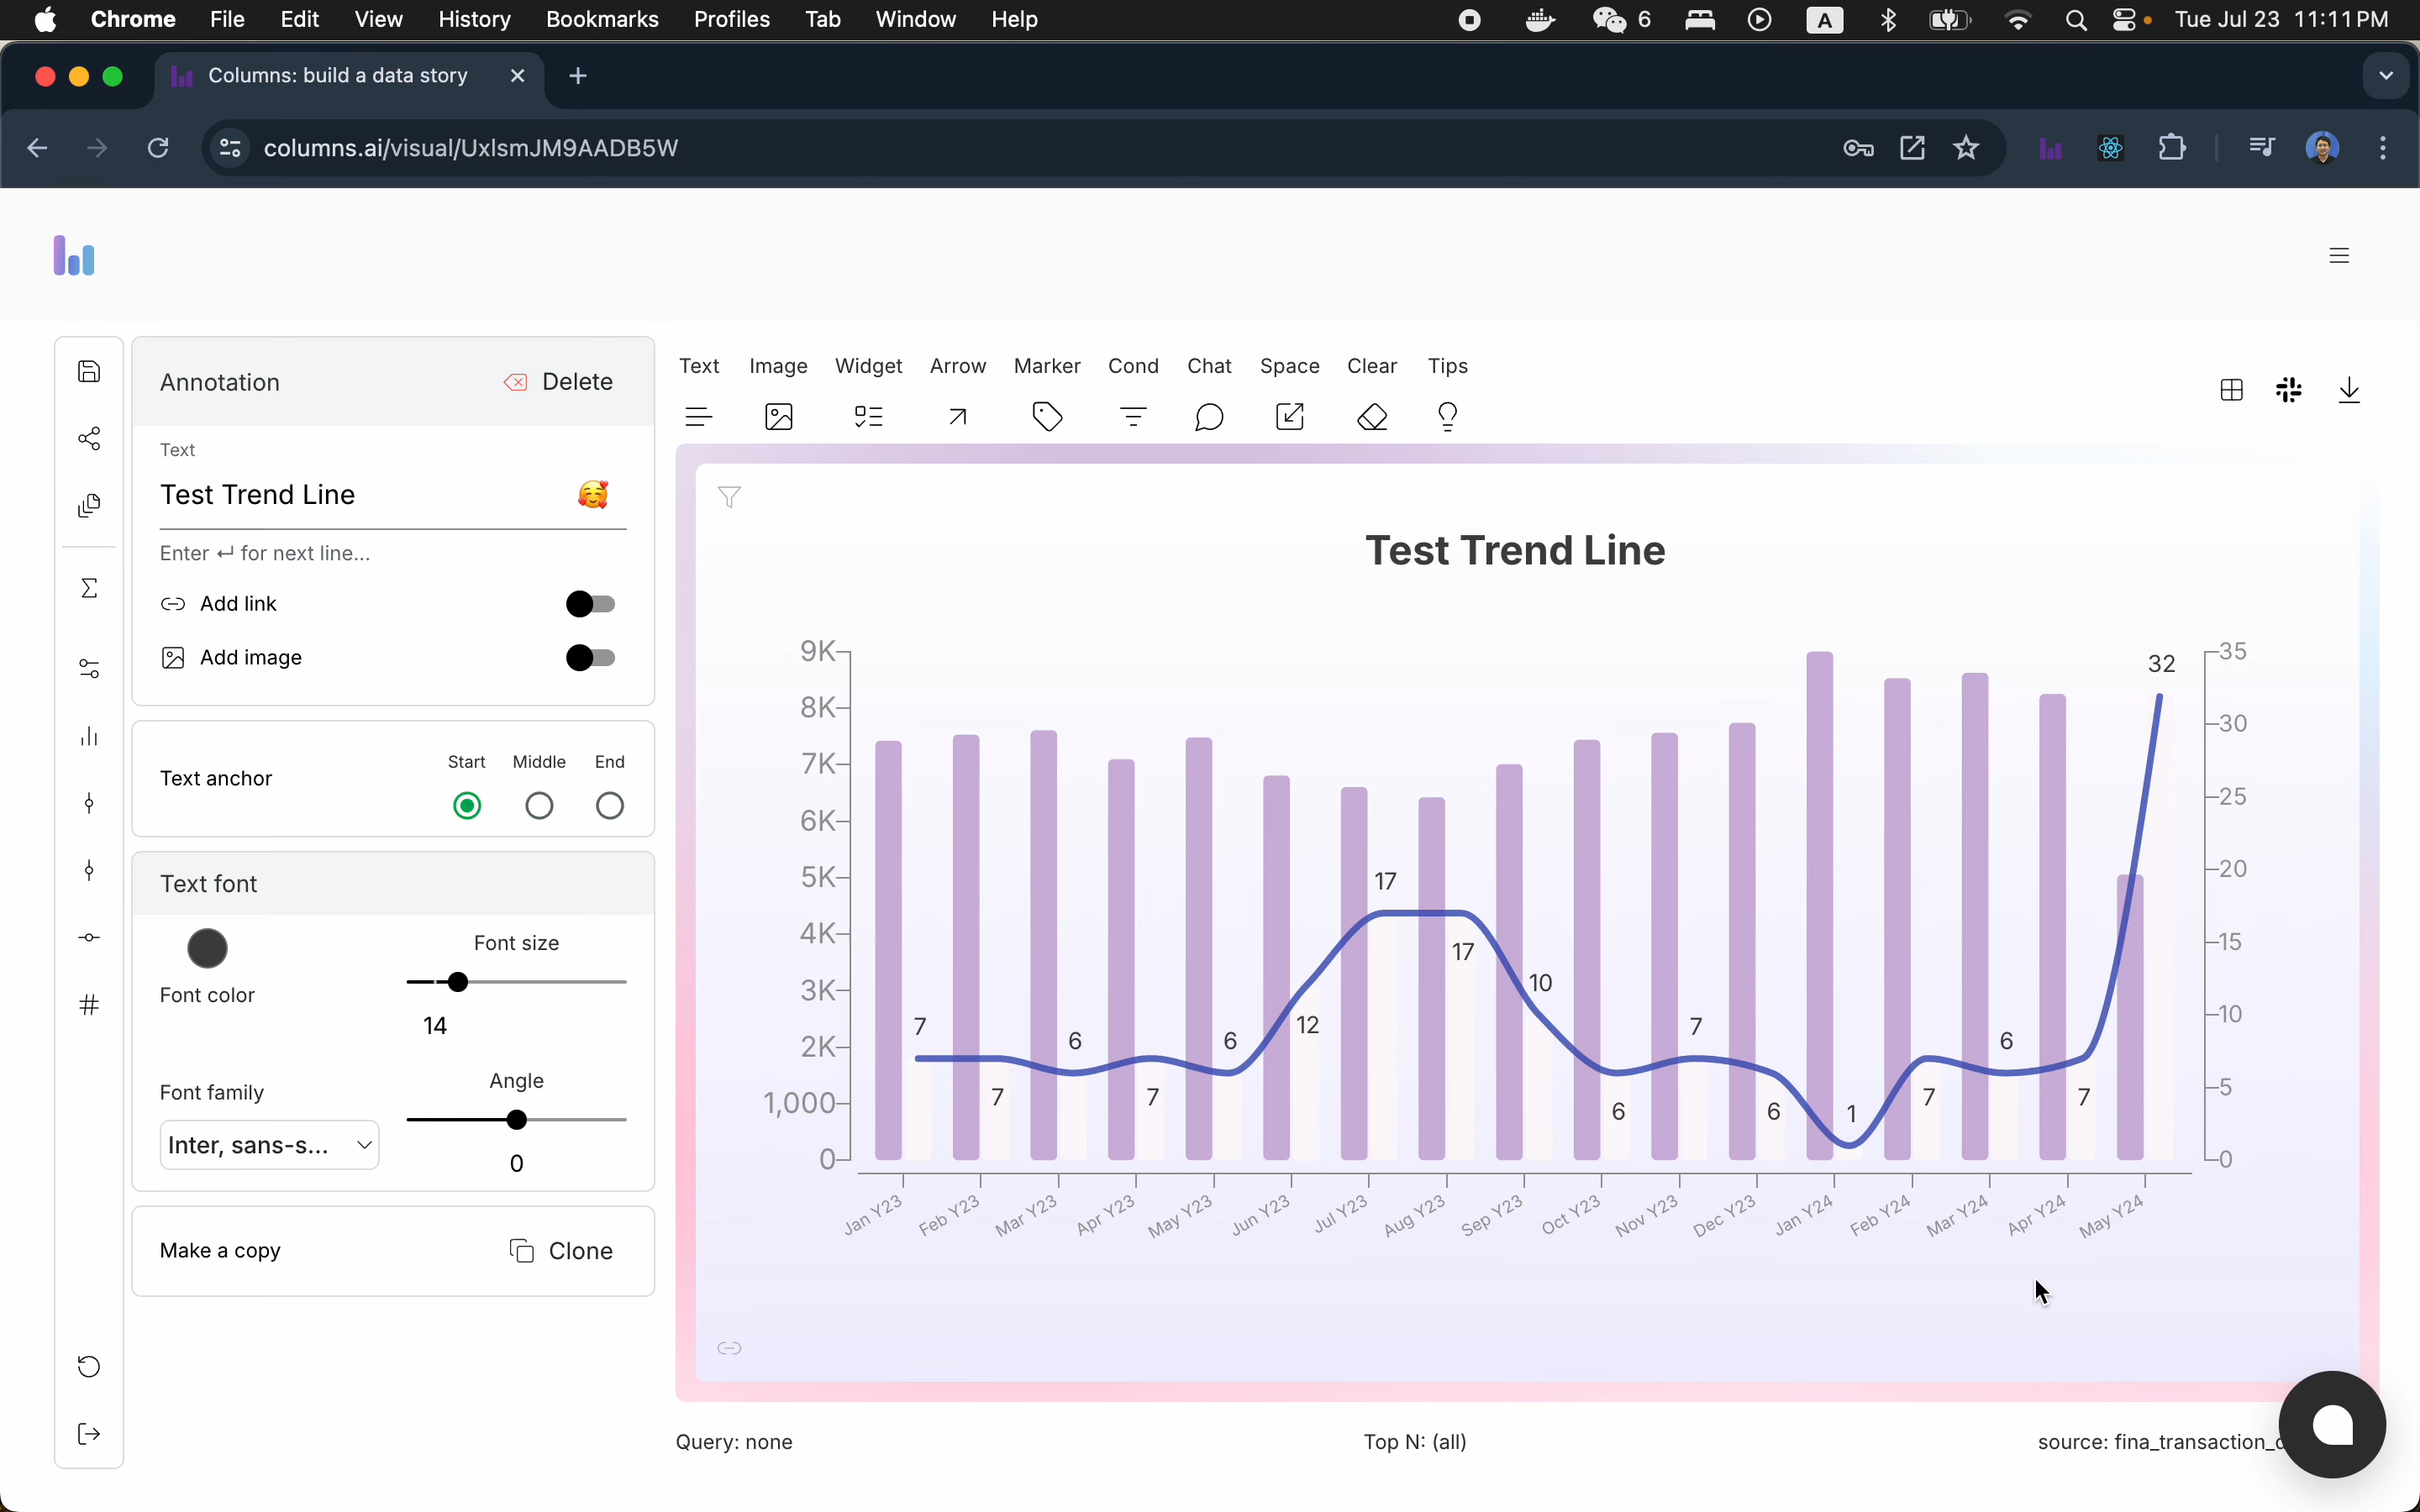 Chrome File Edit View History Bookmarks Profiles Tab Window Help 6 A Tue Jul 23 11:11 PM
Columns: build a data story
columns.ai/visual/UxlsmJM9AADB5W
Annotation Delete
Text
Test Trend Line 🥰
Enter ↵ for next line...
Add link
Add image
Text anchor
Start Middle End
Text font
Font color
Font size
14
Font family
Inter, sans-s...
Angle
0
Make a copy Clone
Text Image Widget Arrow Marker Cond Chat Space Clear Tips
Test Trend Line
9K
8K
7K
6K
5K
4K
3K
2K
1,000
0
7 7 6 7 6 12 17 17 10 6 7 6 1 7 6 7 32
35
30
25
20
15
10
5
0
Jan Y23 Feb Y23 Mar Y23 Apr Y23 May Y23 Jun Y23 Jul Y23 Aug Y23 Sep Y23 Oct Y23 Nov Y23 Dec Y23 Jan Y24 Feb Y24 Mar Y24 Apr Y24 May Y24
Query: none Top N: (all) source: fina_transaction_